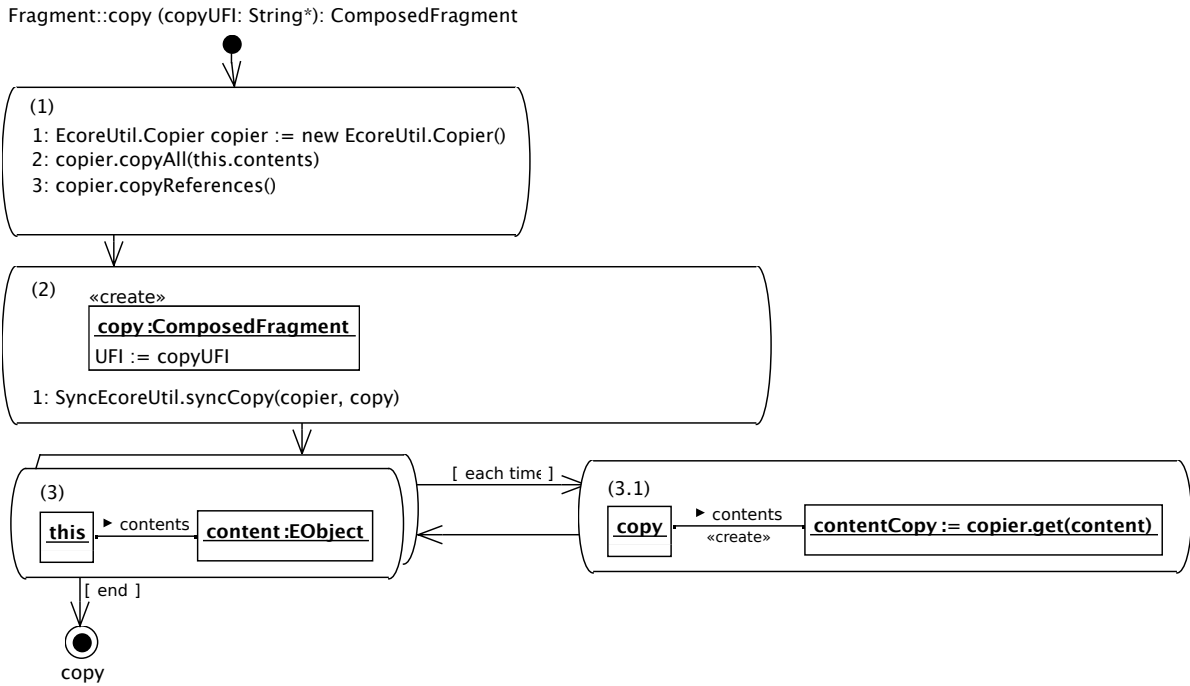 Fragment::copy (copyUFI: String*): ComposedFragment
(1)
1: EcoreUtil.Copier copier := new EcoreUtil.Copier()
2: copier.copyAll(this.contents)
3: copier.copyReferences()
(2)
«create»
copy :ComposedFragment
UFI := copyUFI
1: SyncEcoreUtil.syncCopy(copier, copy)
[ each time ]
(3)
this
► contents
content :EObject
(3.1)
copy
► contents
«create»
contentCopy := copier.get(content)
[ end ]
copy